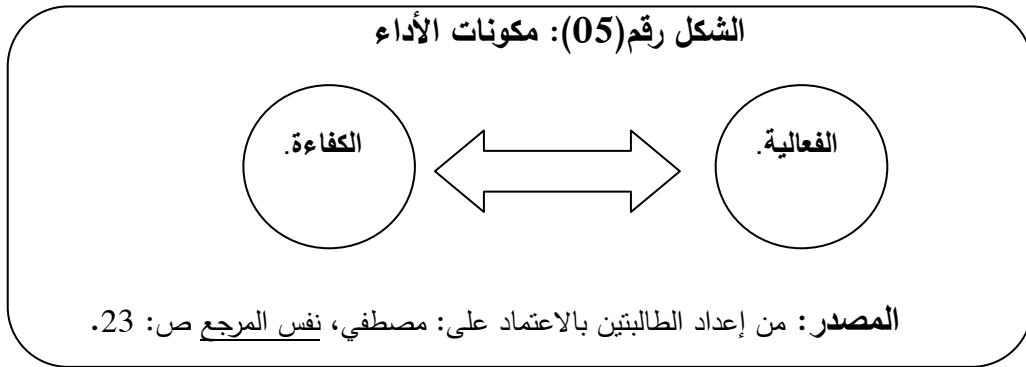 الشكل رقم(05): مكونات الأداء
الفعالية.
الكفاءة.
المصدر: من إعداد الطالبتين بالاعتماد على: مصطفي، نفس المرجع ص: 23.